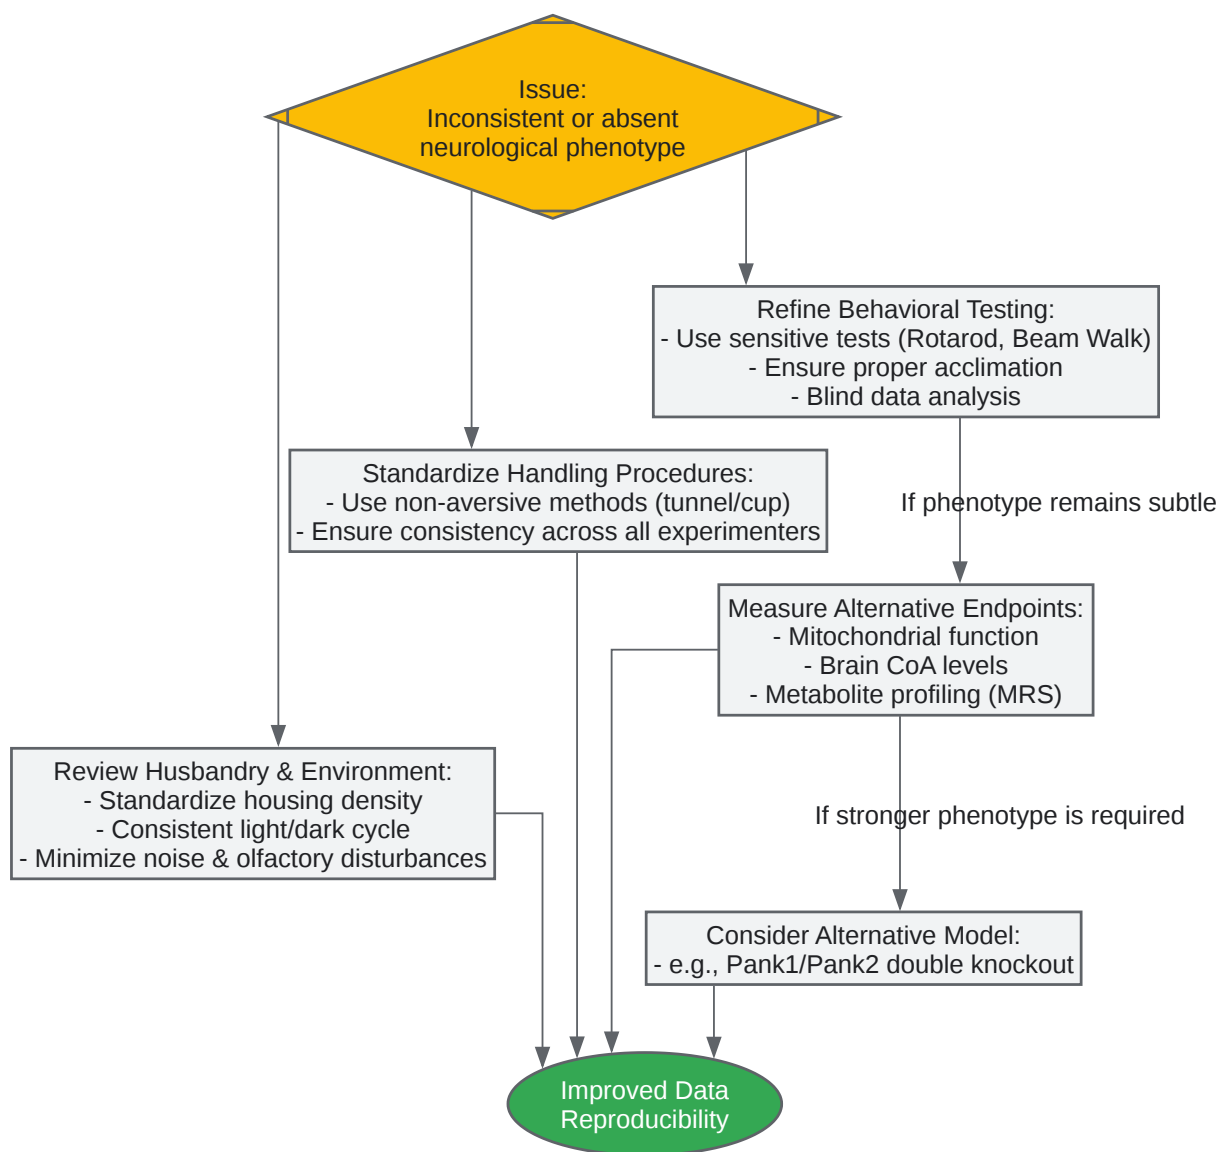 Issue:
Inconsistent or absent
neurological phenotype
Refine Behavioral Testing:
- Use sensitive tests (Rotarod, Beam Walk)
- Ensure proper acclimation
- Blind data analysis
Standardize Handling Procedures:
- Use non-aversive methods (tunnel/cup)
- Ensure consistency across all experimenters
If phenotype remains subtle
Measure Alternative Endpoints:
- Mitochondrial function
- Brain CoA levels
- Metabolite profiling (MRS)
Review Husbandry & Environment:
- Standardize housing density
- Consistent light/dark cycle
- Minimize noise & olfactory disturbances
If stronger phenotype is required
Consider Alternative Model:
- e.g., Pank1/Pank2 double knockout
Improved Data
Reproducibility